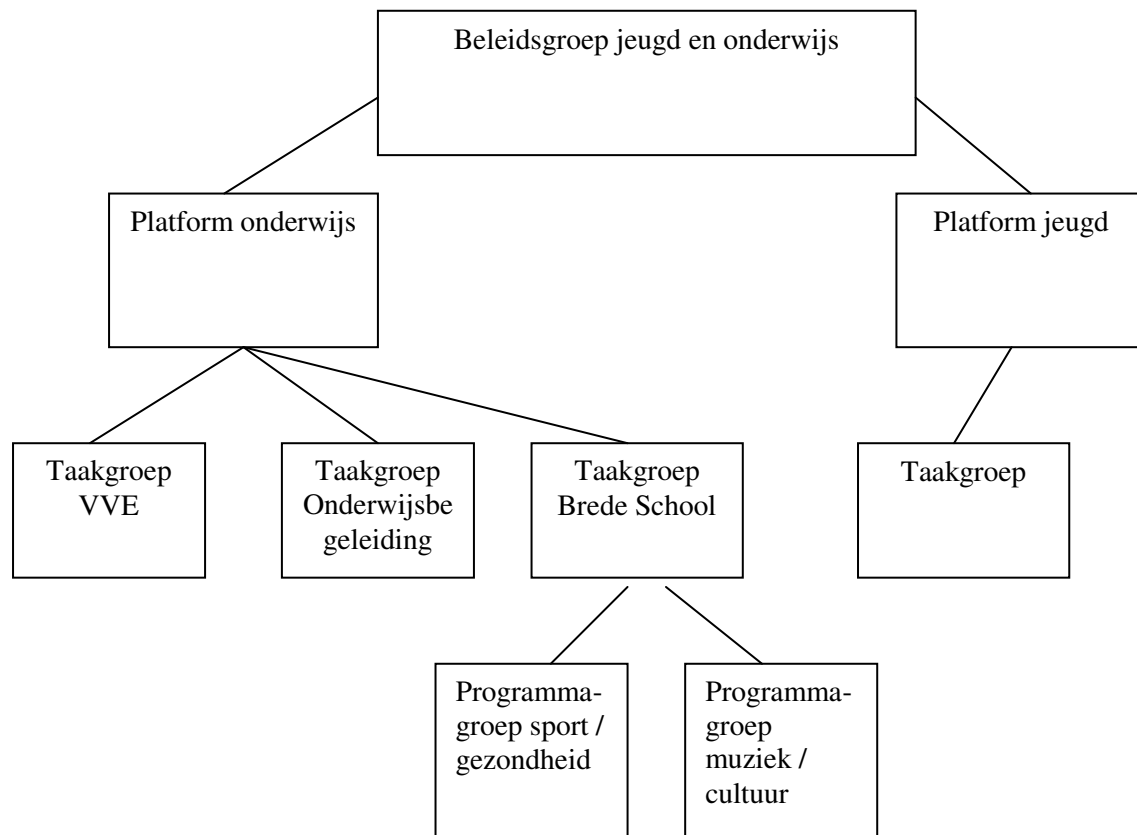 Beleidsgroep jeugd en onderwijs
Platform onderwijs
Platform jeugd
Taakgroep
VVE
Taakgroep
Onderwijsbe
geleiding
Taakgroep
Brede School
Taakgroep
Programma-
groep sport /
gezondheid
Programma-
groep
muziek /
cultuur